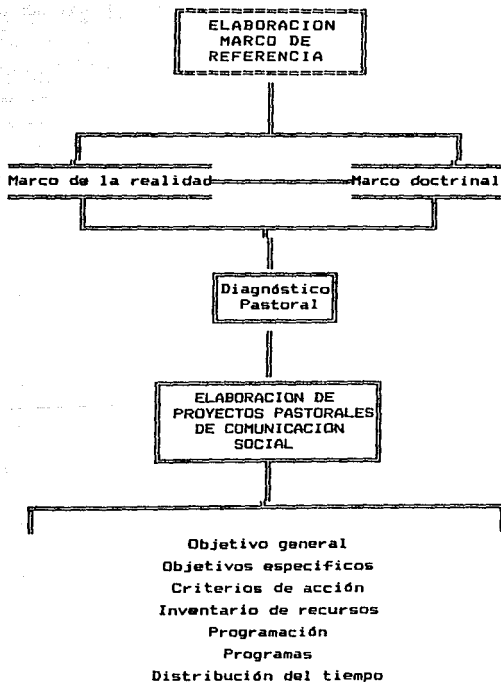 ELABORACION
MARCO DE
REFERENCIA
Marco de la realidad
Marco doctrinal
Diagnóstico
Pastoral
ELABORACION DE
PROYECTOS PASTORALES
DE COMUNICACION
SOCIAL
Objetivo general
Objetivos especificos
Criterios de acción
Inventario de recursos
Programación
Programas
Distribución del tiempo